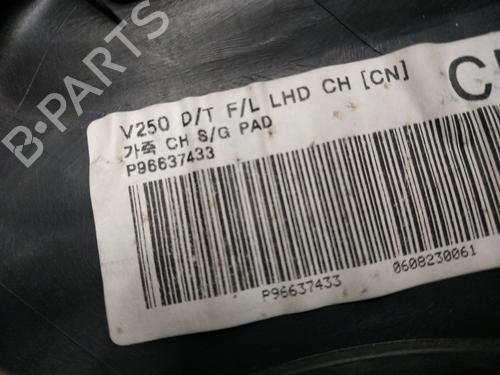 V250 D/T F/L LHD CH [CN]
가죽 CH S/G PAD
P96637433
P96637433
0608230061
B-PARTS